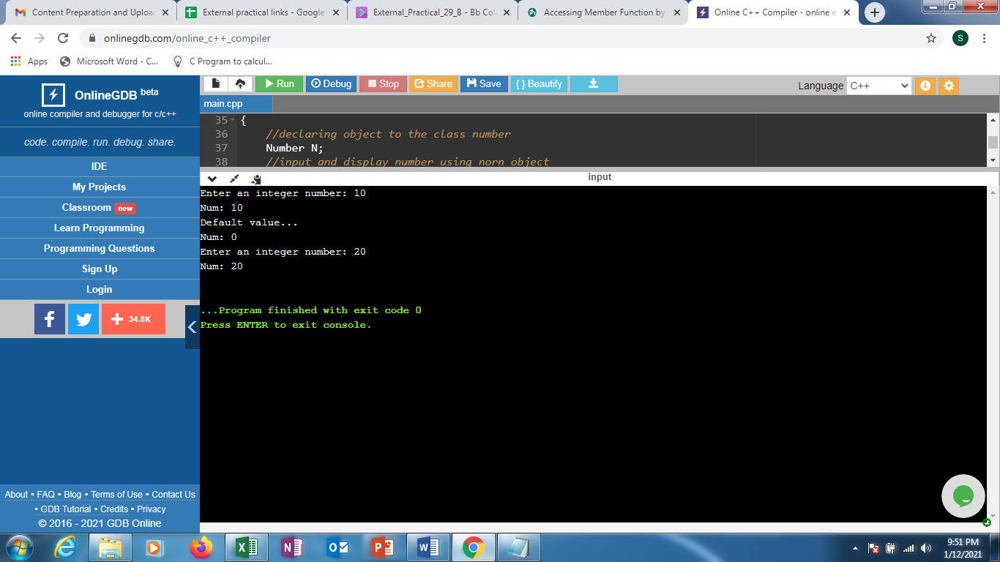 Content Preparation and Uploa
External practical links - Google
External_Practical_29_B - Bb Coll
Accessing Member Function by
Online C++ Compiler - online e
onlinegdb.com/online_c++_compiler
S
Apps
Microsoft Word - C...
C Program to calcul...
OnlineGDB beta
online compiler and debugger for c/c++
code. compile. run. debug. share.
IDE
My Projects
Classroom new
Learn Programming
Programming Questions
Sign Up
Login
34.8K
About • FAQ • Blog • Terms of Use • Contact Us
• GDB Tutorial • Credits • Privacy
© 2016 - 2021 GDB Online
Run
Debug
Stop
Share
Save
{ } Beautify
Language C++
main.cpp
35 {
36 //declaring object to the class number
37 Number N;
38 //input and display number using norn object
input
Enter an integer number: 10
Num: 10
Default value...
Num: 0
Enter an integer number: 20
Num: 20
...Program finished with exit code 0
Press ENTER to exit console.
9:51 PM
1/12/2021